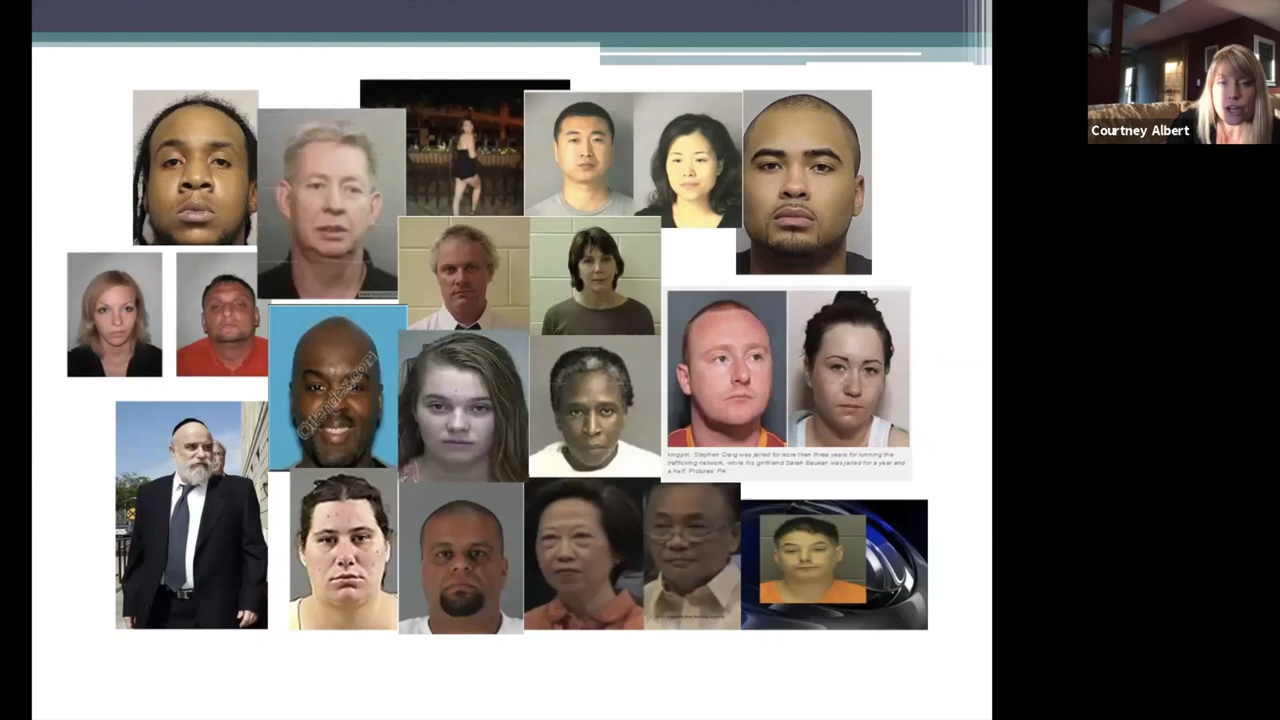 Courtney Albert
Offendex.com
kingpin: Stephen Craig was jailed for more than three years for running the
trafficking network, while his girlfriend Sarah Beukan was jailed for a year and
a half. Pictures: PA